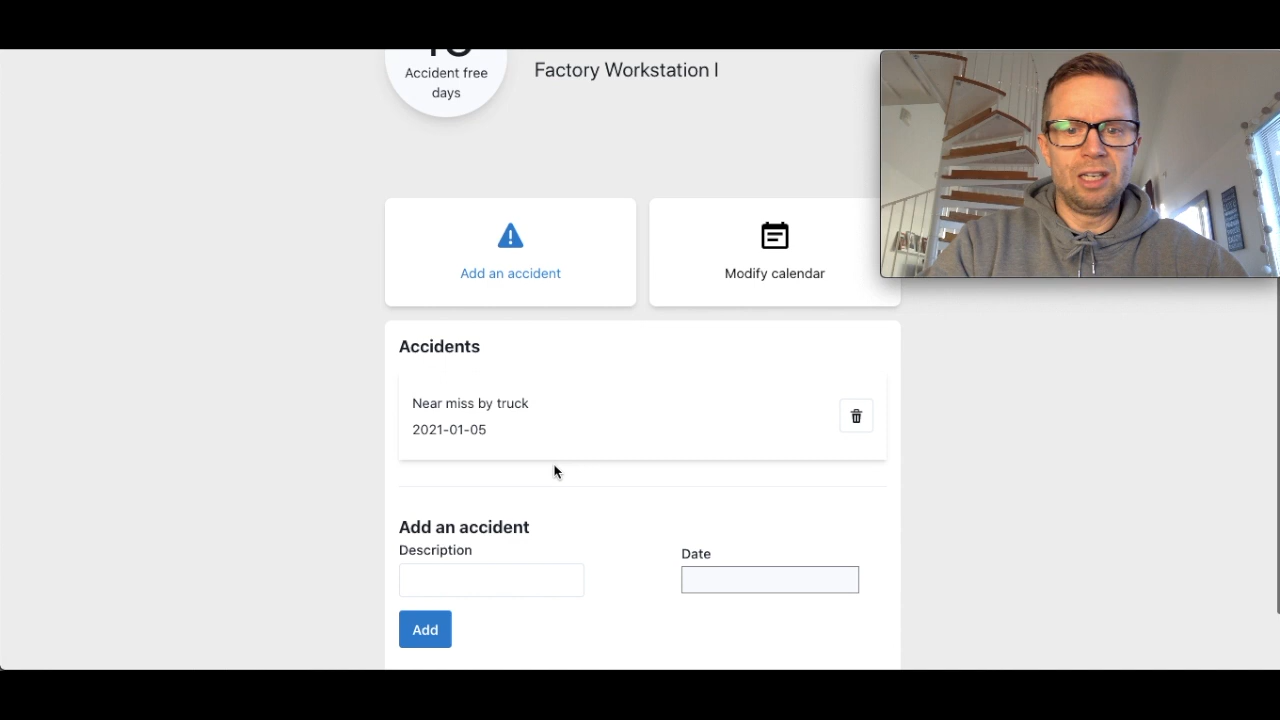 Accident free
days
Factory Workstation I
Add an accident
Modify calendar
Accidents
Near miss by truck
2021-01-05
Add an accident
Description
Date
Add